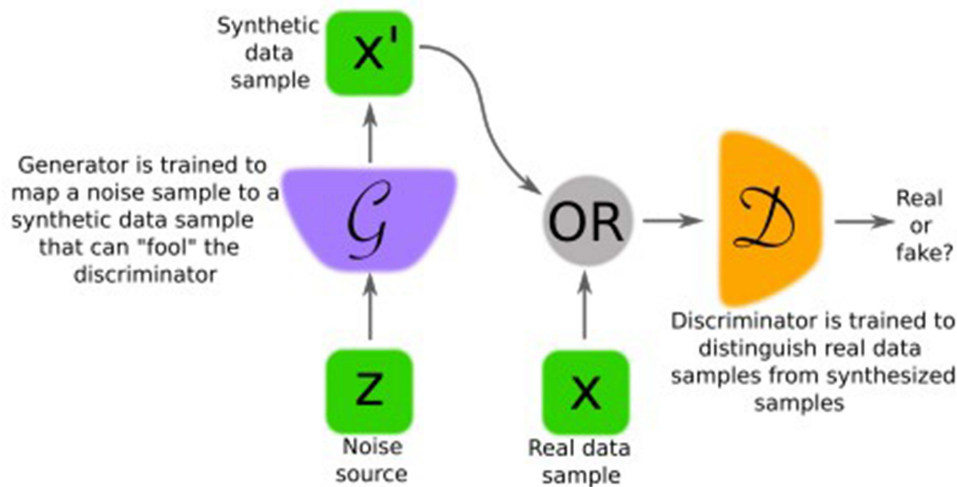 Synthetic
data
sample
x'
Generator is trained to
map a noise sample to a
synthetic data sample
that can "fool" the
discriminator
G
z
Noise
source
OR
x
Real data
sample
D
Real
or
fake?
Discriminator is trained to
distinguish real data
samples from synthesized
samples